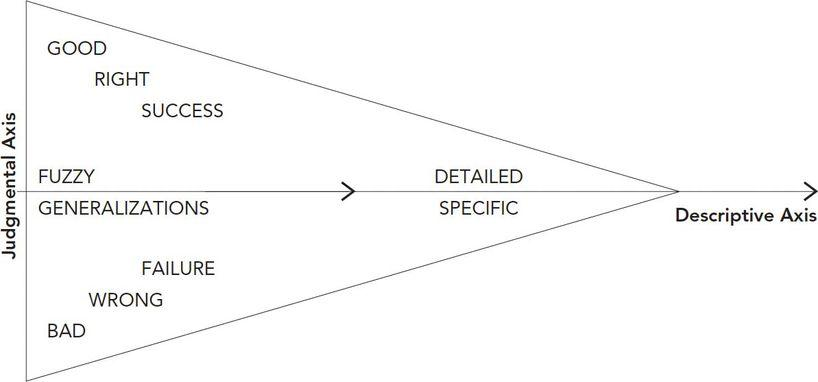 GOOD
RIGHT
SUCCESS
Judgmental Axis
FUZZY
GENERALIZATIONS
DETAILED
SPECIFIC
Descriptive Axis
FAILURE
WRONG
BAD